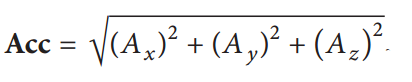 Acc = √((A_x)² + (A_y)² + (A_z)².